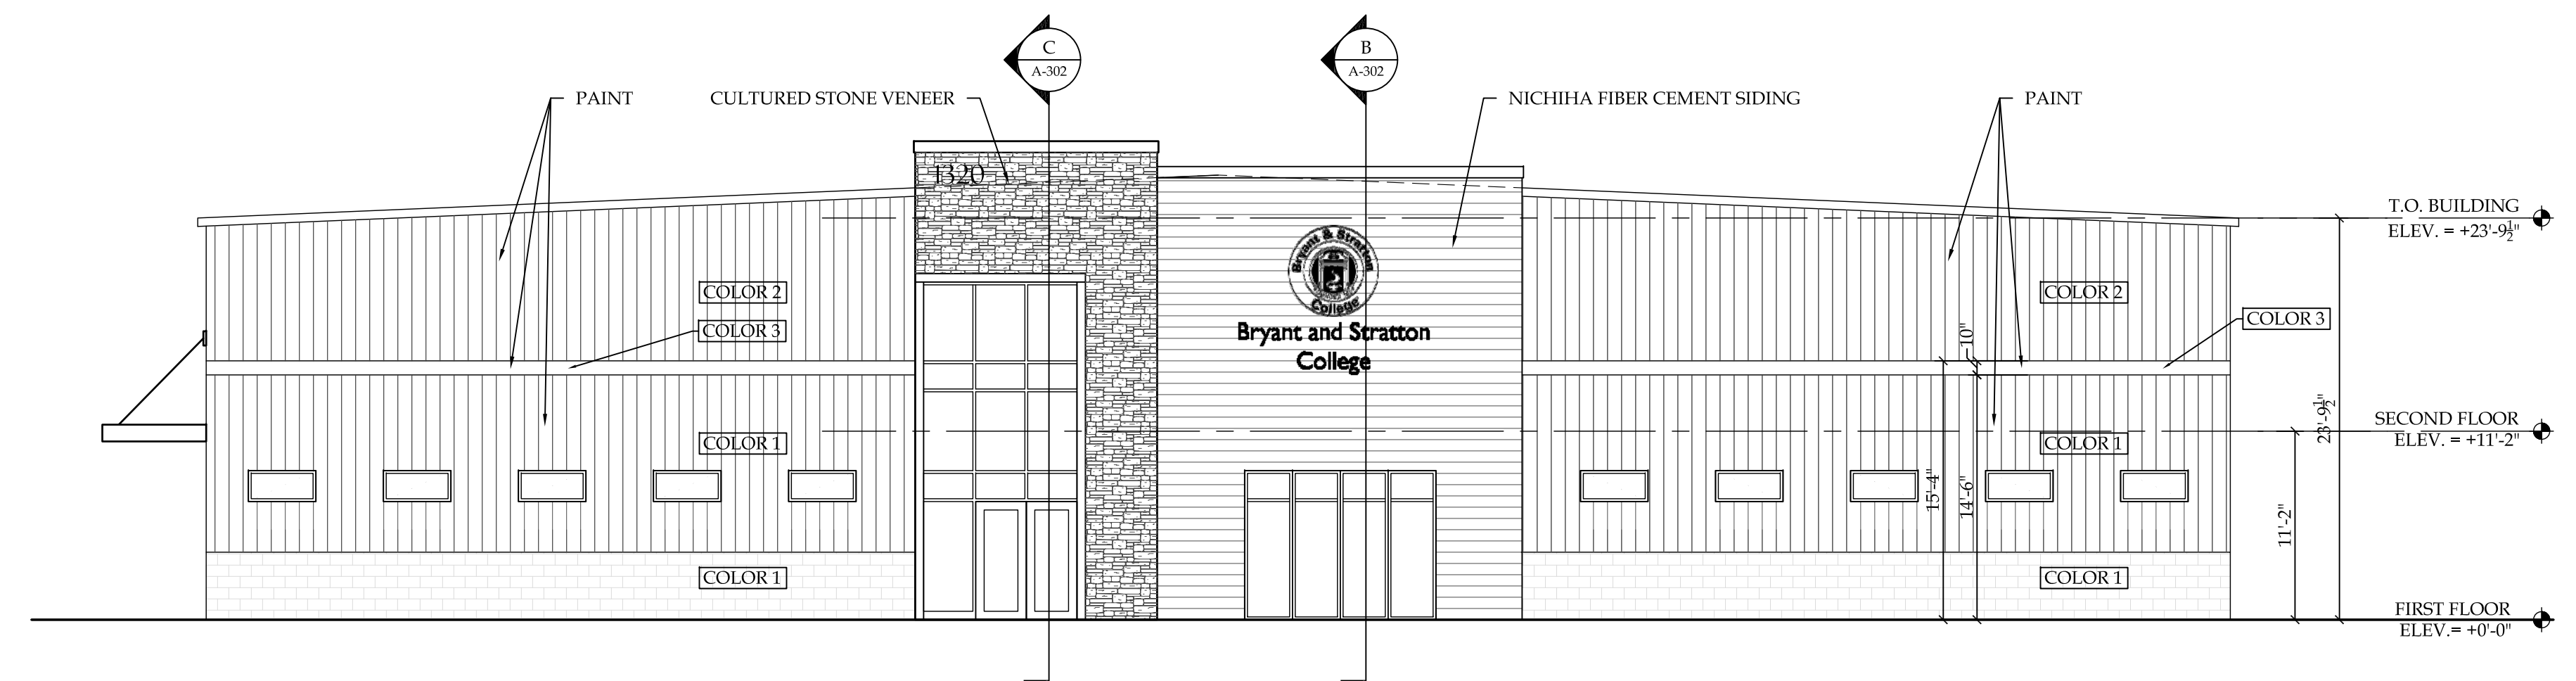 C
A-302
B
A-302
PAINT
CULTURED STONE VENEER
NICHIHA FIBER CEMENT SIDING
PAINT
1320
T.O. BUILDING
ELEV. = +23'-9½"
Bryant & Stratton
College
COLOR 2
COLOR 2
COLOR 3
COLOR 3
Bryant and Stratton
College
10"
23'-9½"
SECOND FLOOR
ELEV. = +11'-2"
COLOR 1
COLOR 1
15'-4"
14'-6"
11'-2"
COLOR 1
COLOR 1
FIRST FLOOR
ELEV.= +0'-0"